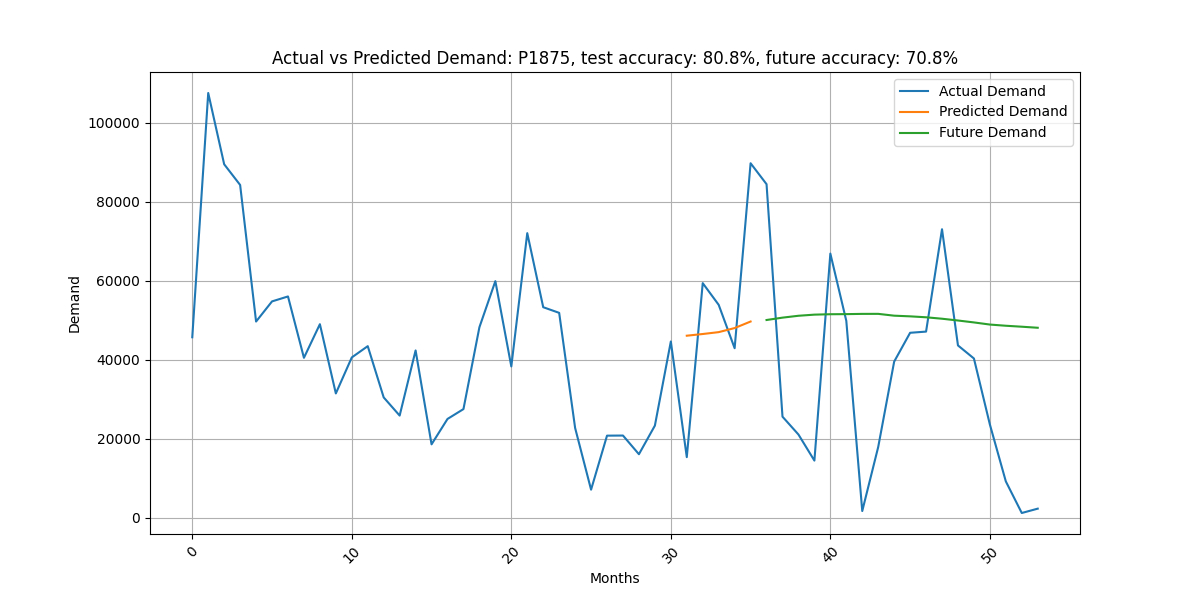 Actual vs Predicted Demand: P1875, test accuracy: 80.8%, future accuracy: 70.8%
Actual Demand
Predicted Demand
Future Demand
100000
80000
60000
40000
20000
0
Demand
0 10 20 30 40 50
Months